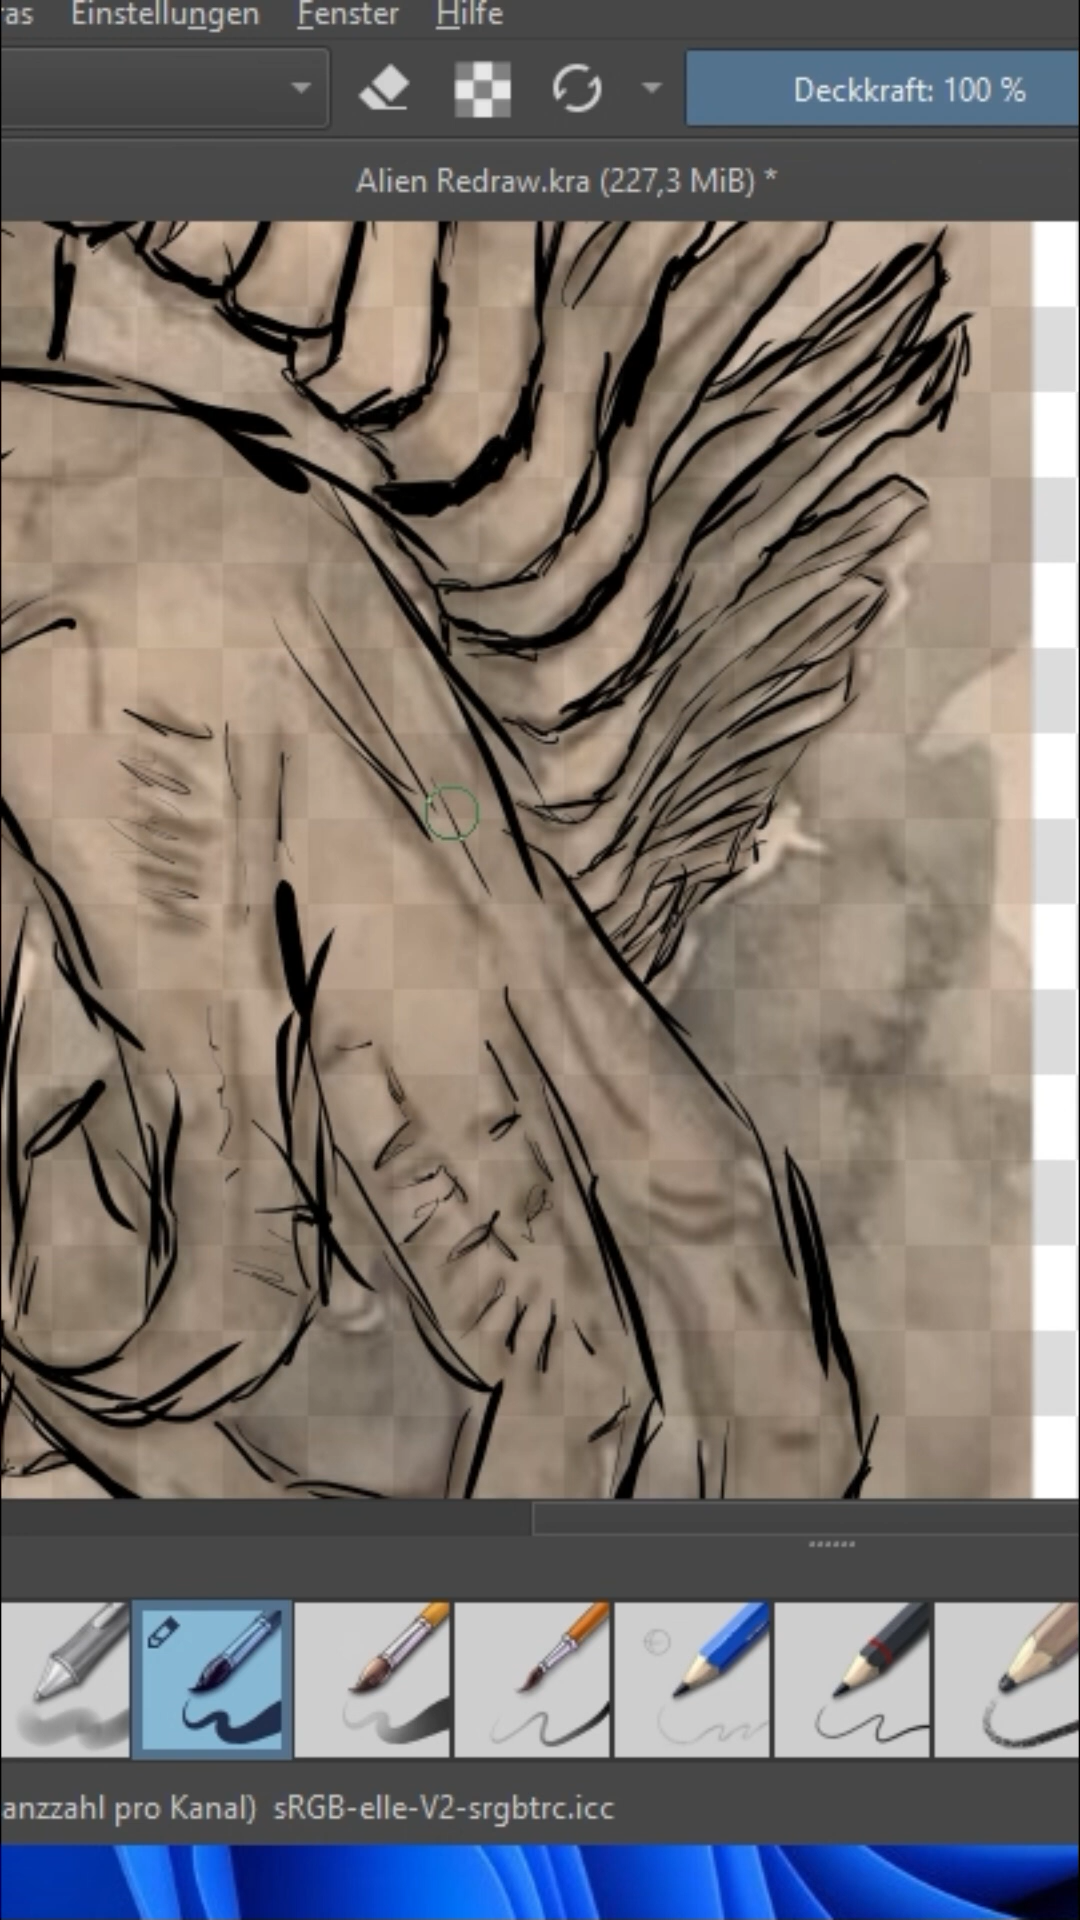 ras Einstellungen Fenster Hilfe
Deckkraft: 100 %
Alien Redraw.kra (227,3 MiB) *
anzzahl pro Kanal) sRGB-elle-V2-srgbtrc.icc